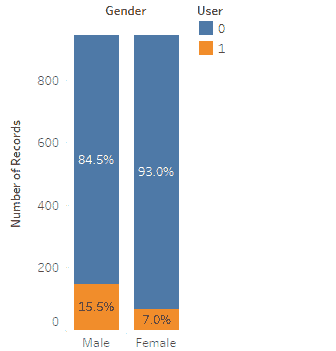 Gender
User
0
1
Number of Records
800
600
400
200
0
84.5%
93.0%
15.5%
7.0%
Male
Female